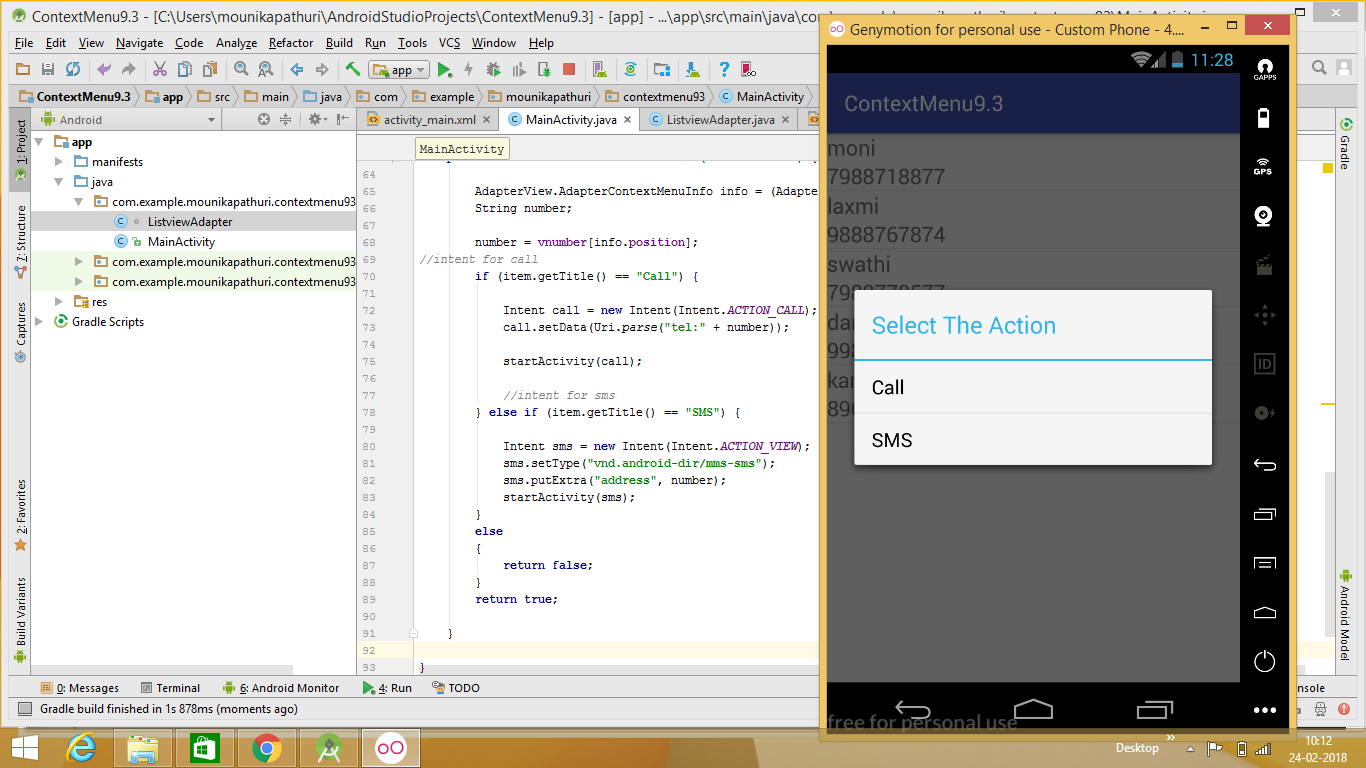 ContextMenu9.3 - [C:\Users\mounikapathuri\AndroidStudioProjects\ContextMenu9.3] - [app] - ...\app\src\main\java\com\
File Edit View Navigate Code Analyze Refactor Build Run Tools VCS Window Help
app
ContextMenu9.3 app src main java com example mounikapathuri contextmenu93 MainActivity
Android
activity_main.xml MainActivity.java ListviewAdapter.java
MainActivity
1: Project
7: Structure
Captures
2: Favorites
Build Variants
app
manifests
java
com.example.mounikapathuri.contextmenu93
ListviewAdapter
MainActivity
com.example.mounikapathuri.contextmenu93
com.example.mounikapathuri.contextmenu93
res
Gradle Scripts
64
65 AdapterView.AdapterContextMenuInfo info = (Adapte
66 String number;
67
68 number = vnumber[info.position];
69 //intent for call
70 if (item.getTitle() == "Call") {
71
72 Intent call = new Intent(Intent.ACTION_CALL);
73 call.setData(Uri.parse("tel:" + number));
74
75 startActivity(call);
76
77 //intent for sms
78 } else if (item.getTitle() == "SMS") {
79
80 Intent sms = new Intent(Intent.ACTION_VIEW);
81 sms.setType("vnd.android-dir/mms-sms");
82 sms.putExtra("address", number);
83 startActivity(sms);
84 }
85 else
86 {
87 return false;
88 }
89 return true;
90
91 }
92
93 }
Genymotion for personal use - Custom Phone - 4....
11:28
ContextMenu9.3
moni
7988718877
laxmi
9888767874
swathi
Select The Action
Call
SMS
free for personal use
GAPPS
GPS
ID
Gradle
Android Model
0: Messages Terminal 6: Android Monitor 4: Run TODO
nsole
Gradle build finished in 1s 878ms (moments ago)
Desktop
10:12
24-02-2018